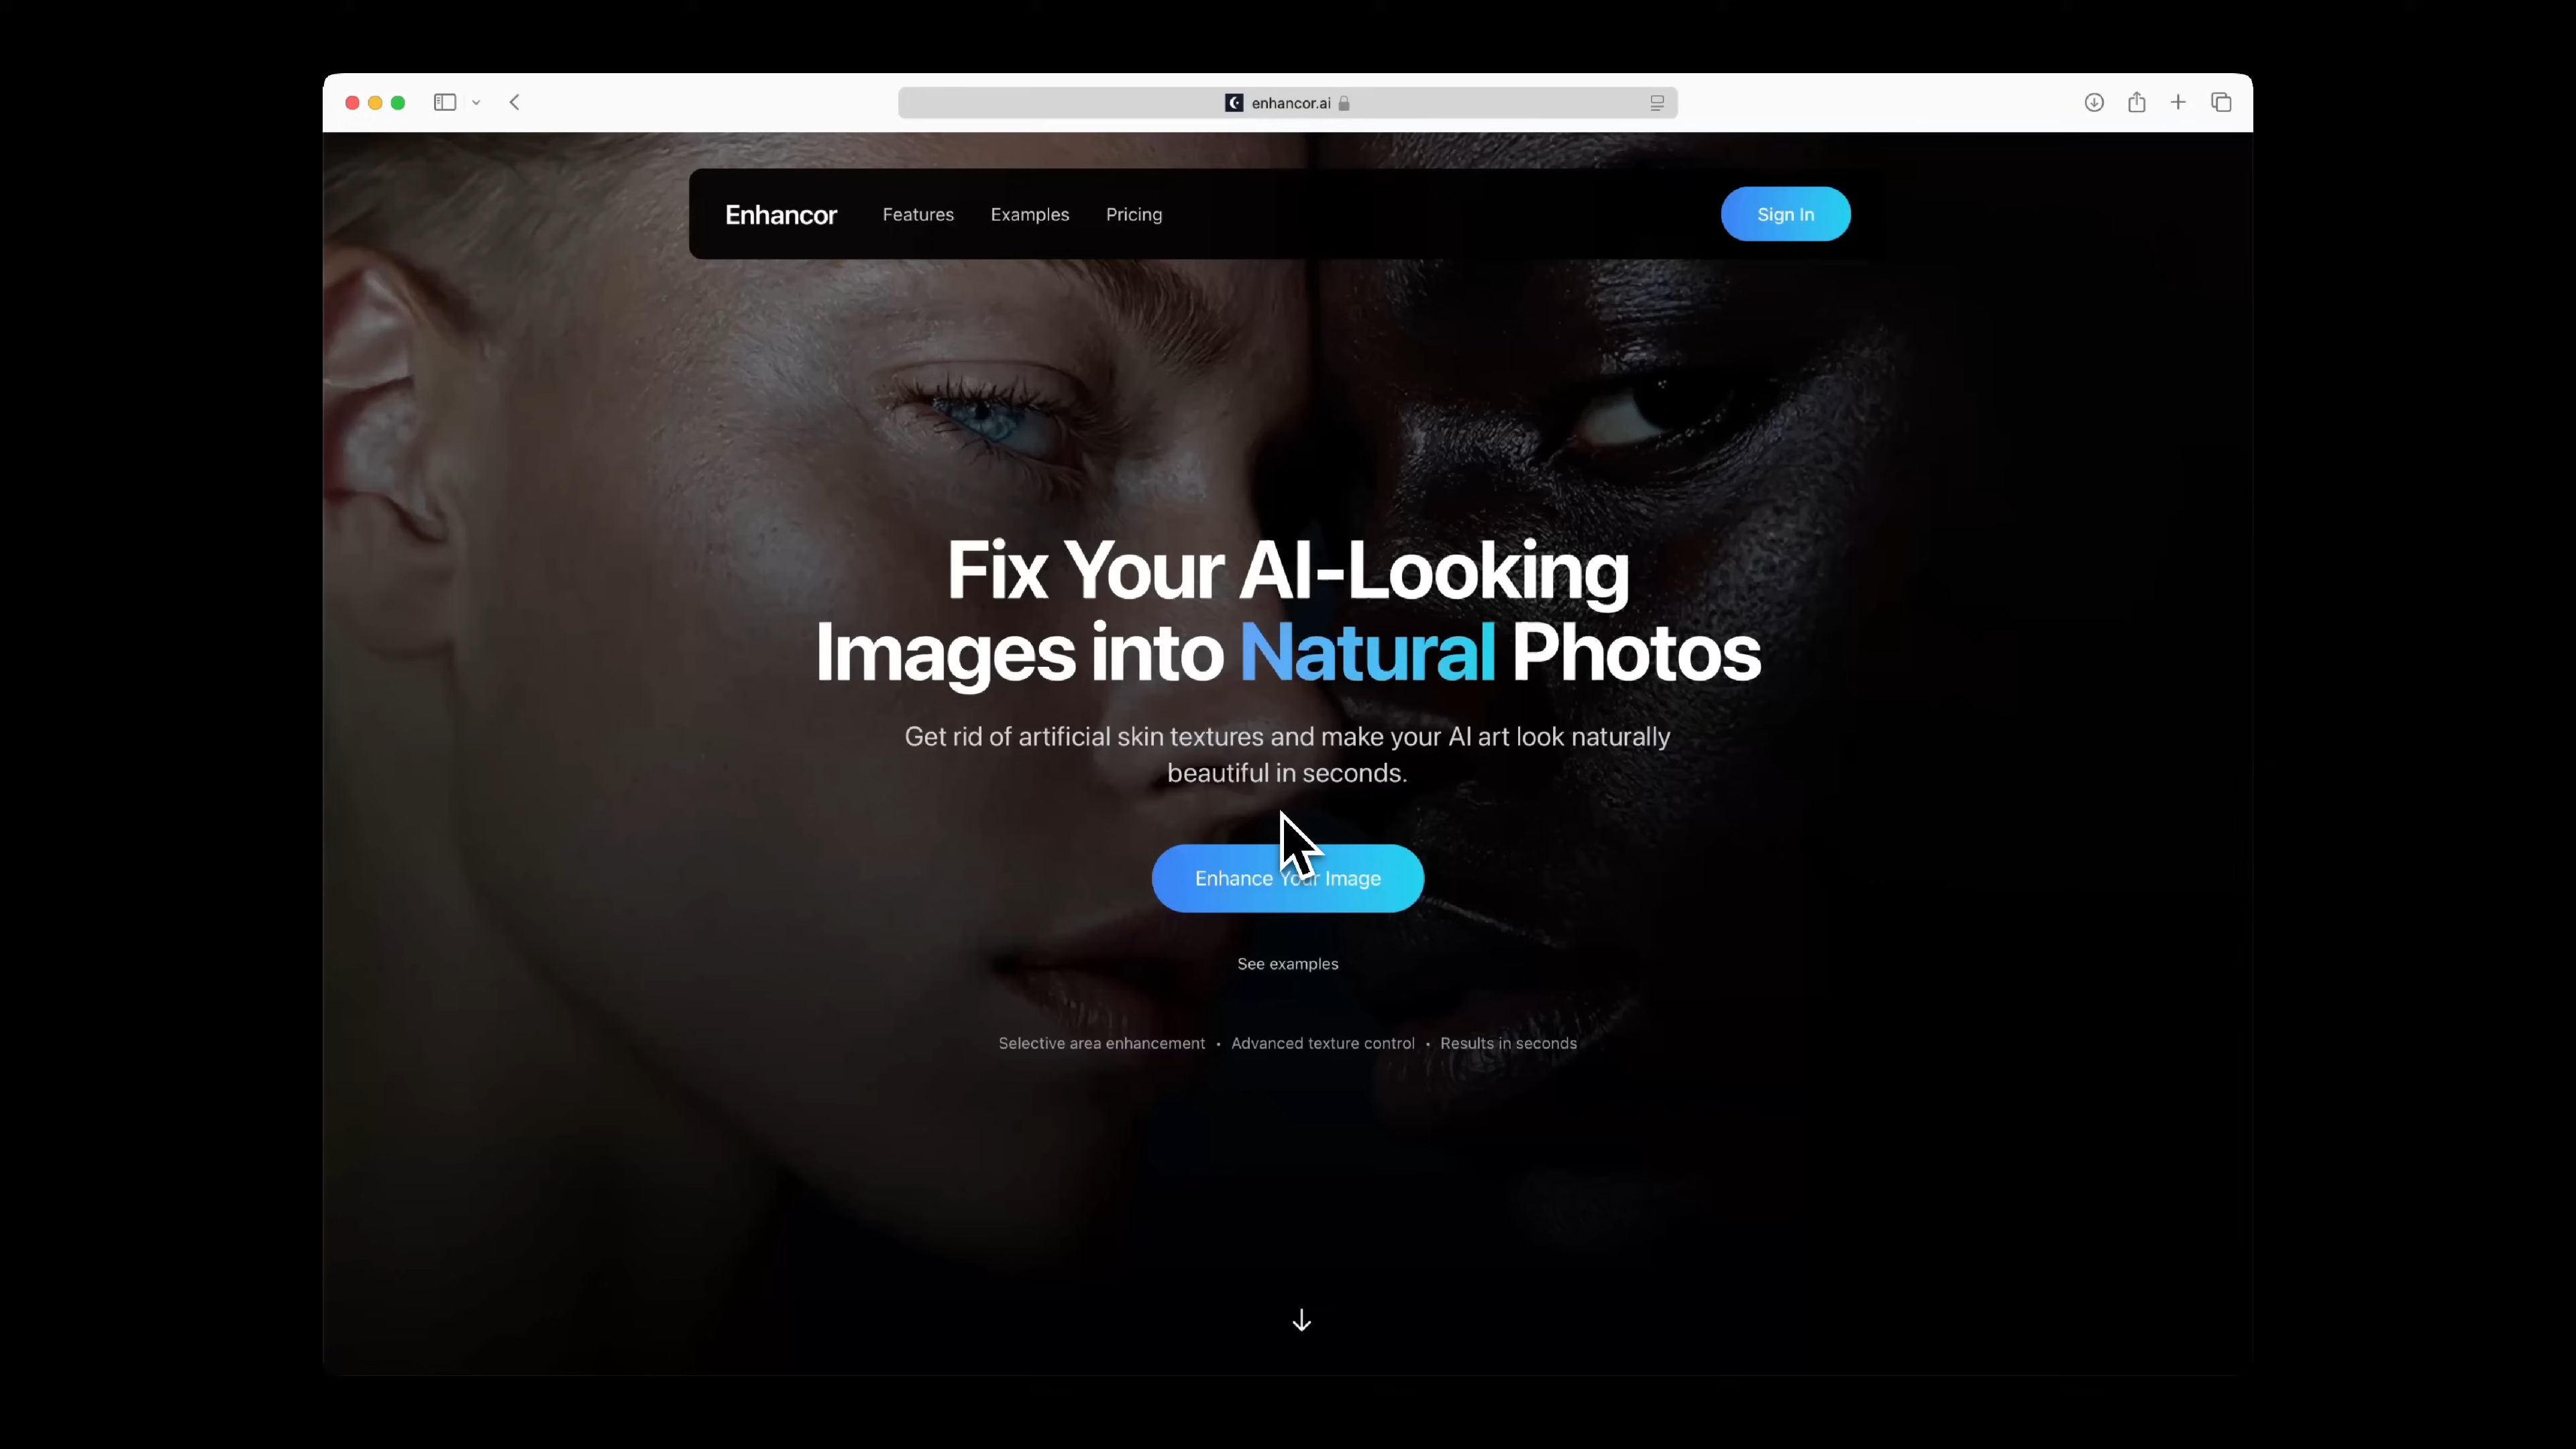 enhancor.ai
Enhancor
Features
Examples
Pricing
Sign In
Fix Your AI-Looking
Images into Natural Photos
Get rid of artificial skin textures and make your AI art look naturally
beautiful in seconds.
Enhance Your Image
See examples
Selective area enhancement • Advanced texture control • Results in seconds